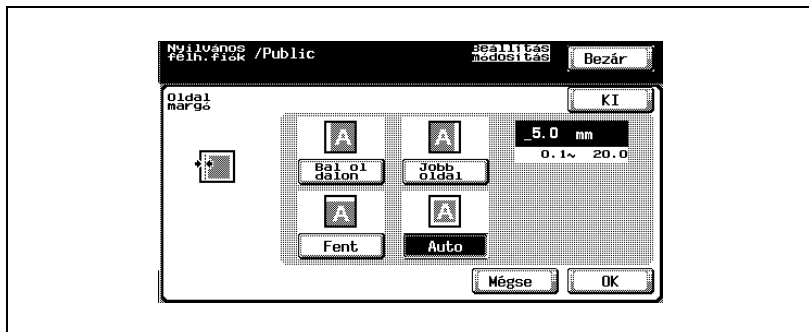 Nyilvános félh.fiók /Public
Beállítás módosítás
Bezár
Oldal margó
KI
A
A
_5.0 mm
0.1~ 20.0
Bal ol dalon
Jobb oldal
A
A
Fent
Auto
Mégse
OK